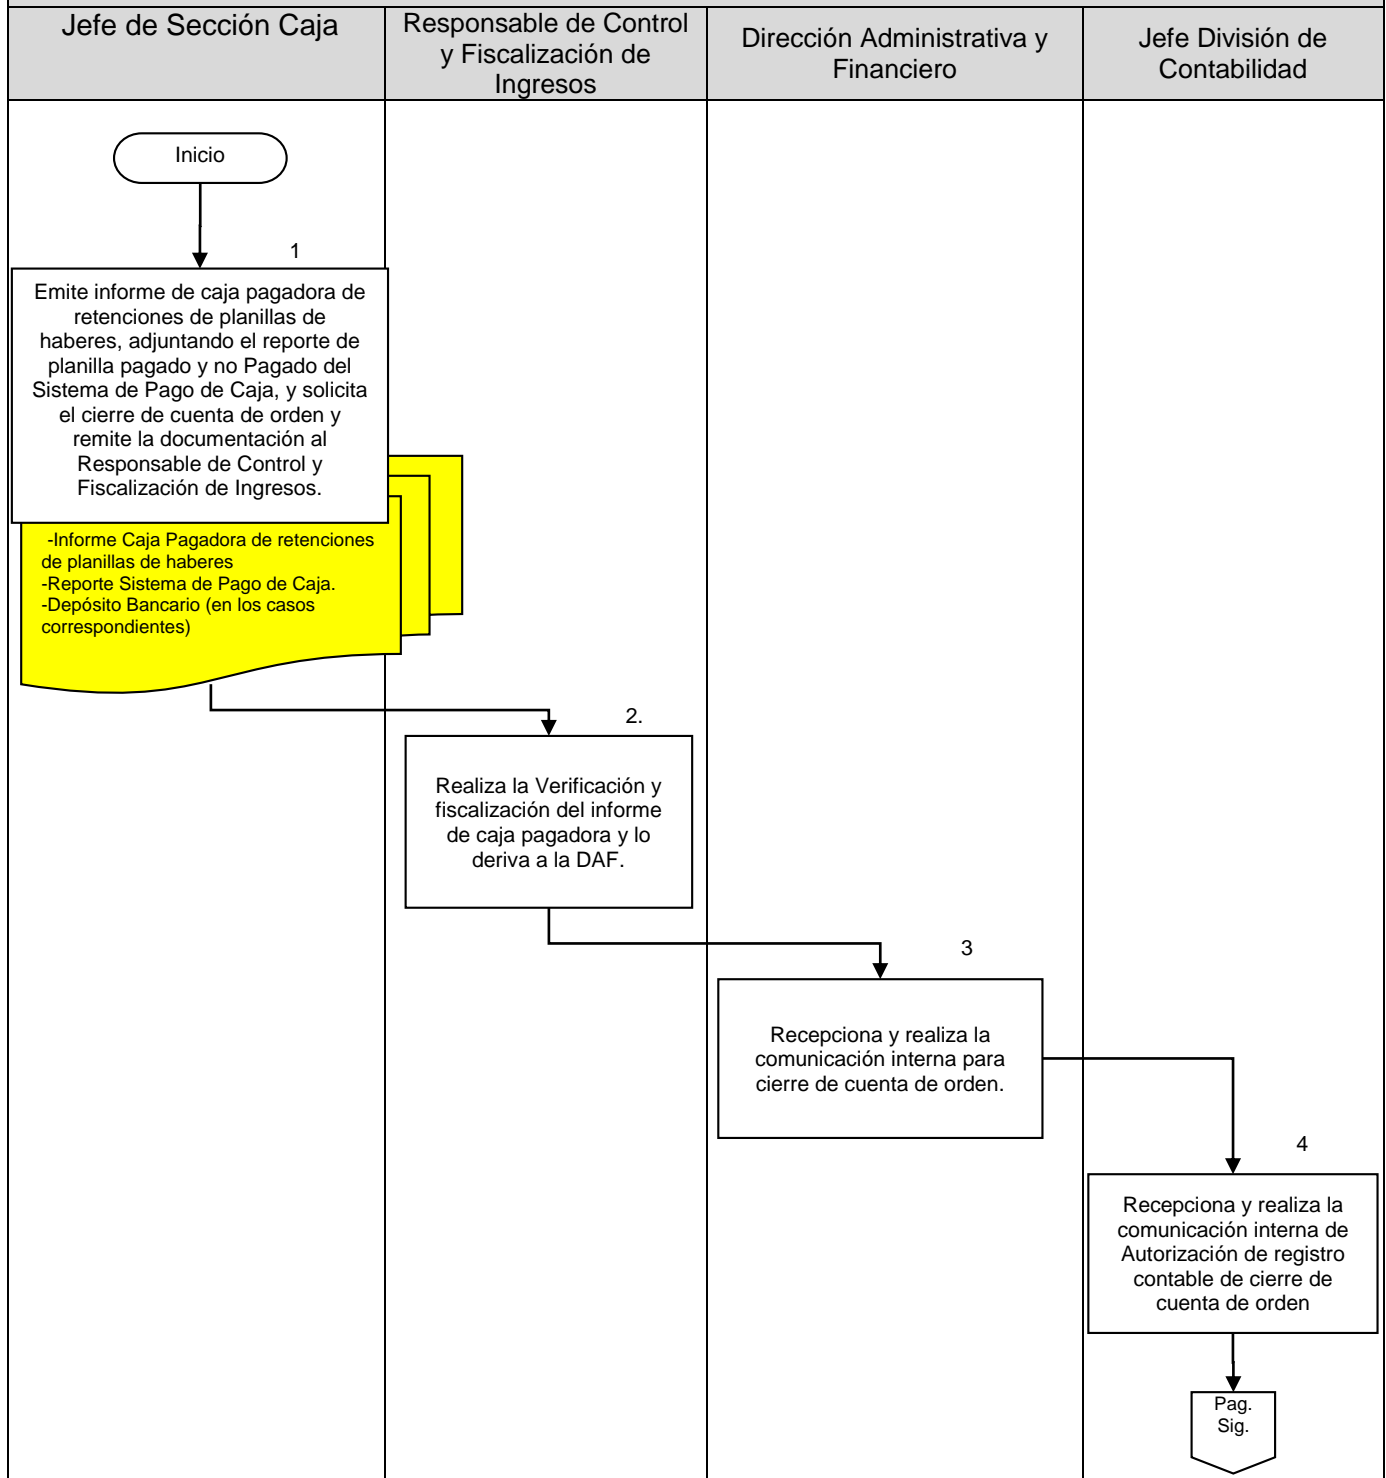 Jefe de Sección Caja
Responsable de Control
y Fiscalización de
Ingresos
Dirección Administrativa y
Financiero
Jefe División de
Contabilidad
Inicio
1
Emite informe de caja pagadora de
retenciones de planillas de
haberes, adjuntando el reporte de
planilla pagado y no Pagado del
Sistema de Pago de Caja, y solicita
el cierre de cuenta de orden y
remite la documentación al
Responsable de Control y
Fiscalización de Ingresos.
-Informe Caja Pagadora de retenciones
de planillas de haberes
-Reporte Sistema de Pago de Caja.
-Depósito Bancario (en los casos
correspondientes)
2.
Realiza la Verificación y
fiscalización del informe
de caja pagadora y lo
deriva a la DAF.
3
Recepciona y realiza la
comunicación interna para
cierre de cuenta de orden.
4
Recepciona y realiza la
comunicación interna de
Autorización de registro
contable de cierre de
cuenta de orden
Pag.
Sig.